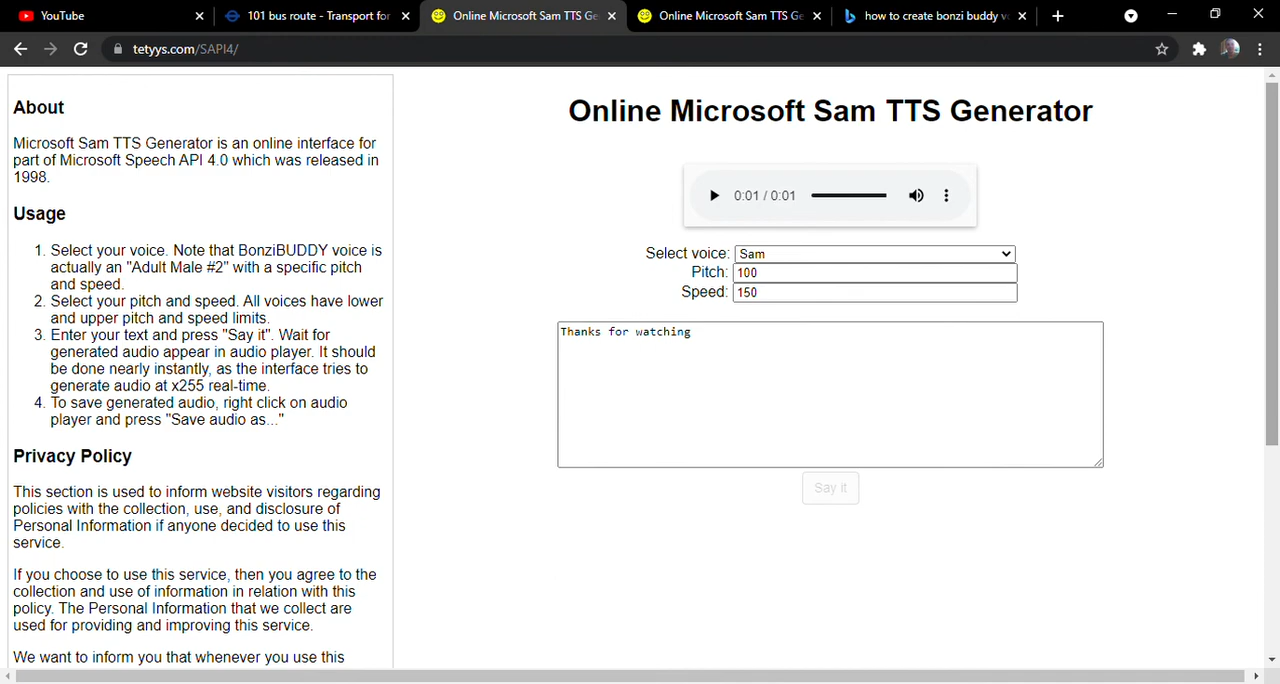 YouTube
101 bus route - Transport for
Online Microsoft Sam TTS Ge
Online Microsoft Sam TTS Ge
how to create bonzi buddy v
tetyys.com/SAPI4/
About
Microsoft Sam TTS Generator is an online interface for
part of Microsoft Speech API 4.0 which was released in
1998.
Usage
1. Select your voice. Note that BonziBUDDY voice is
actually an "Adult Male #2" with a specific pitch
and speed.
2. Select your pitch and speed. All voices have lower
and upper pitch and speed limits.
3. Enter your text and press "Say it". Wait for
generated audio appear in audio player. It should
be done nearly instantly, as the interface tries to
generate audio at x255 real-time.
4. To save generated audio, right click on audio
player and press "Save audio as..."
Privacy Policy
This section is used to inform website visitors regarding
policies with the collection, use, and disclosure of
Personal Information if anyone decided to use this
service.
If you choose to use this service, then you agree to the
collection and use of information in relation with this
policy. The Personal Information that we collect are
used for providing and improving this service.
We want to inform you that whenever you use this
Online Microsoft Sam TTS Generator
0:01 / 0:01
Select voice: Sam
Pitch: 100
Speed: 150
Thanks for watching
Say it